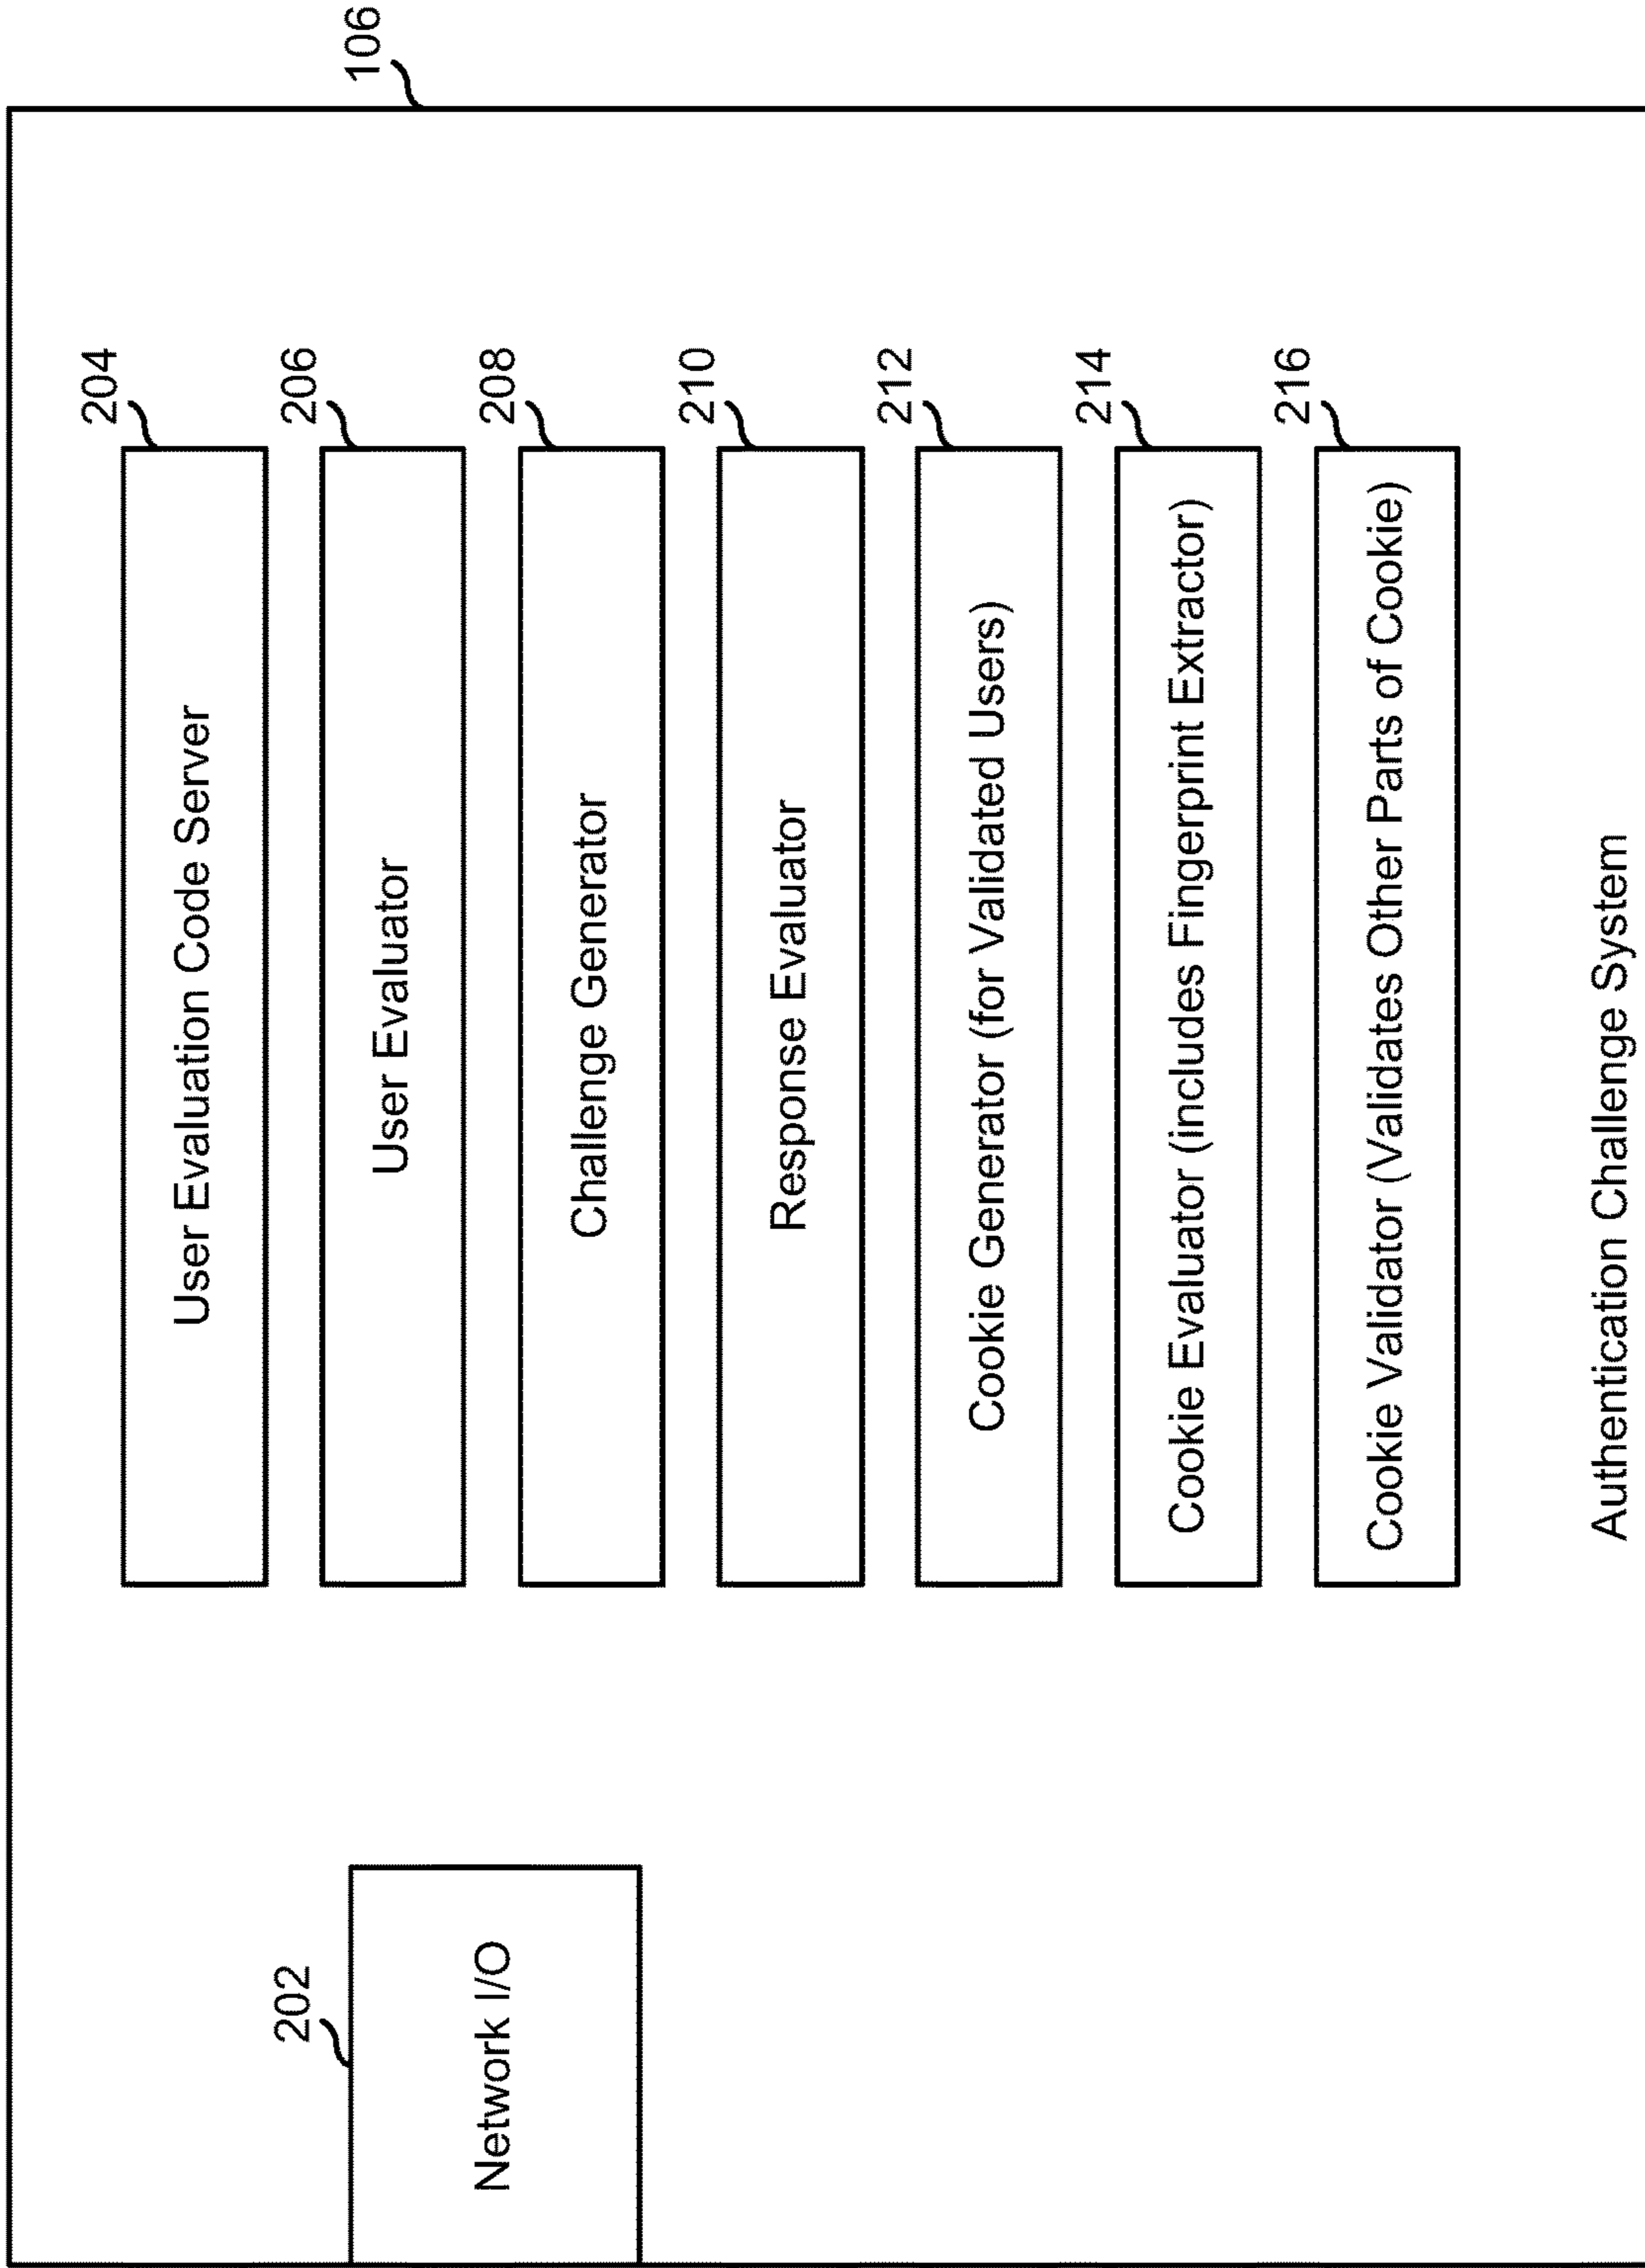 106
202
Network I/O
204
User Evaluation Code Server
206
User Evaluator
208
Challenge Generator
210
Response Evaluator
212
Cookie Generator (for Validated Users)
214
Cookie Evaluator (includes Fingerprint Extractor)
216
Cookie Validator (Validates Other Parts of Cookie)
Authentication Challenge System